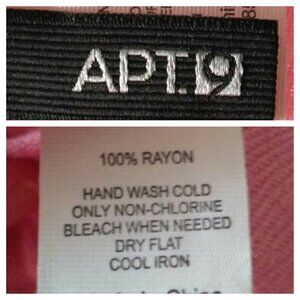 APT.9
100% RAYON
HAND WASH COLD
ONLY NON-CHLORINE
BLEACH WHEN NEEDED
DRY FLAT
COOL IRON